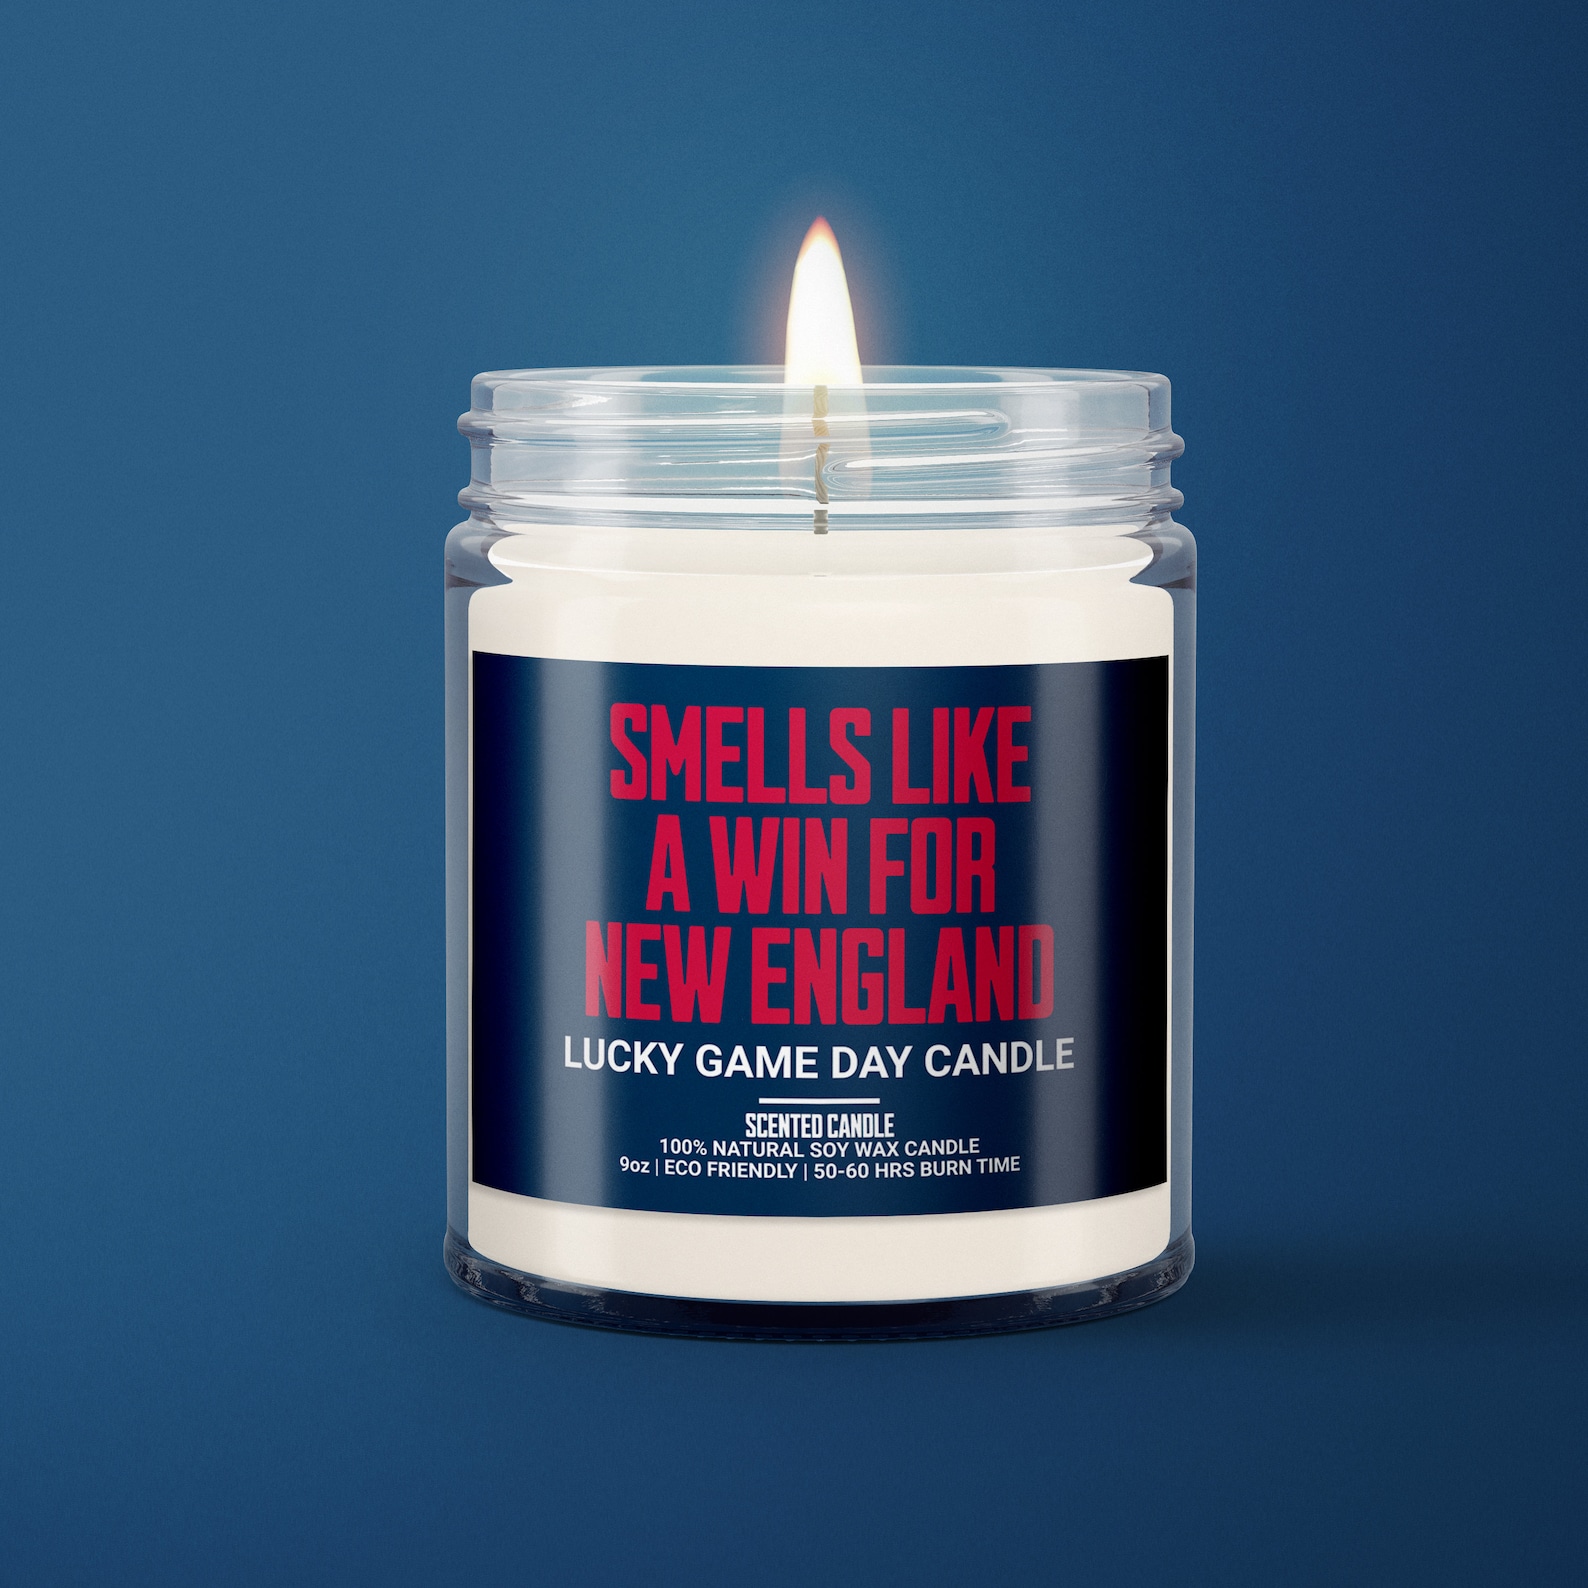 SMELLS LIKE
A WIN FOR
NEW ENGLAND
LUCKY GAME DAY CANDLE
SCENTED CANDLE
100% NATURAL SOY WAX CANDLE
9oz | ECO FRIENDLY | 50-60 HRS BURN TIME